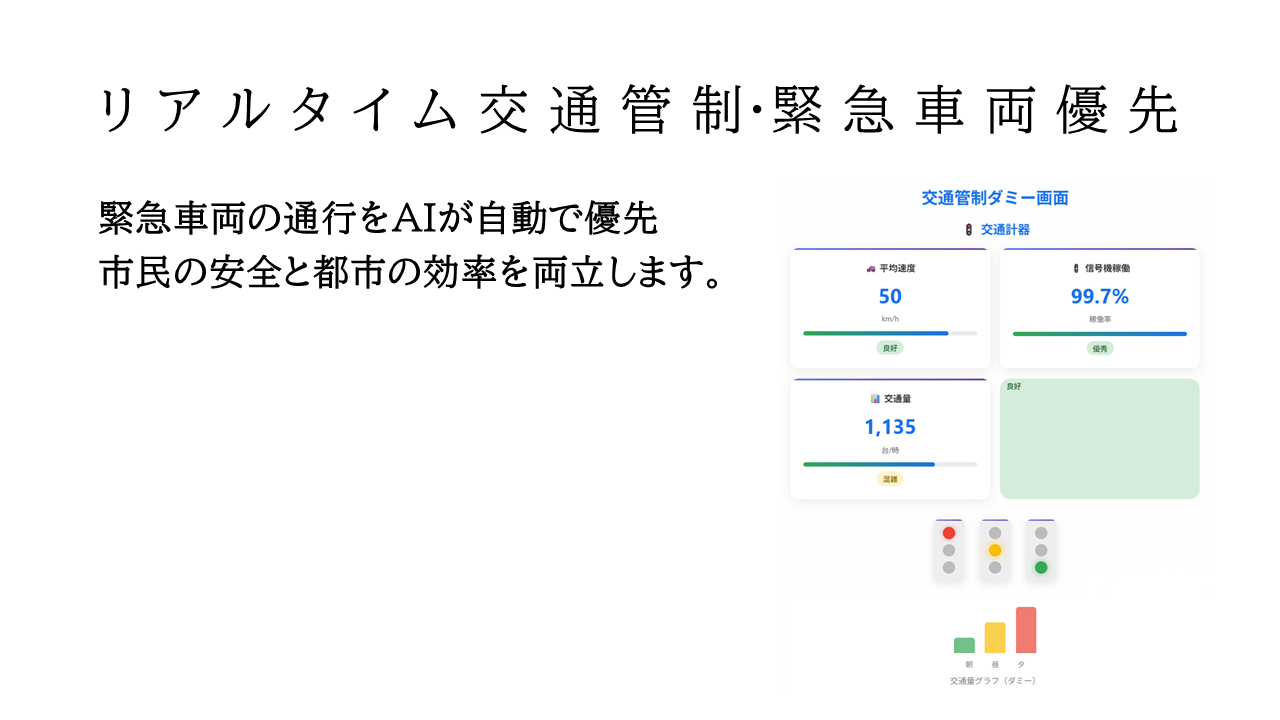 リアルタイム交通管制･緊急車両優先
緊急車両の通行をAIが自動で優先
市民の安全と都市の効率を両立します。
交通管制ダミー画面
🚦 交通計器
🚗 平均速度
50
km/h
良好
🚦 信号機稼働
99.7%
稼働率
優秀
📊 交通量
1,135
台/時
混雑
良好
朝 昼 夕
交通量グラフ（ダミー）